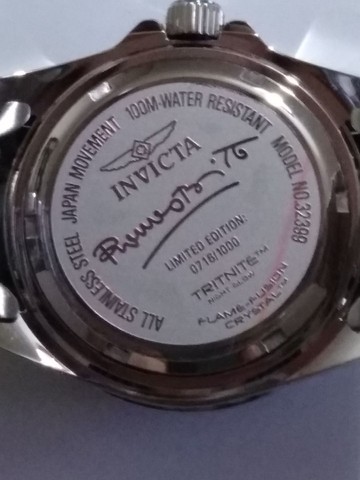 ALL STAINLESS STEEL JAPAN MOVEMENT 100M-WATER RESISTANT MODEL NO.32399
INVICTA
LIMITED EDITION:
0716/1000
TRITNITE™
NIGHT GLOW
FLAME-FUSION
CRYSTAL™